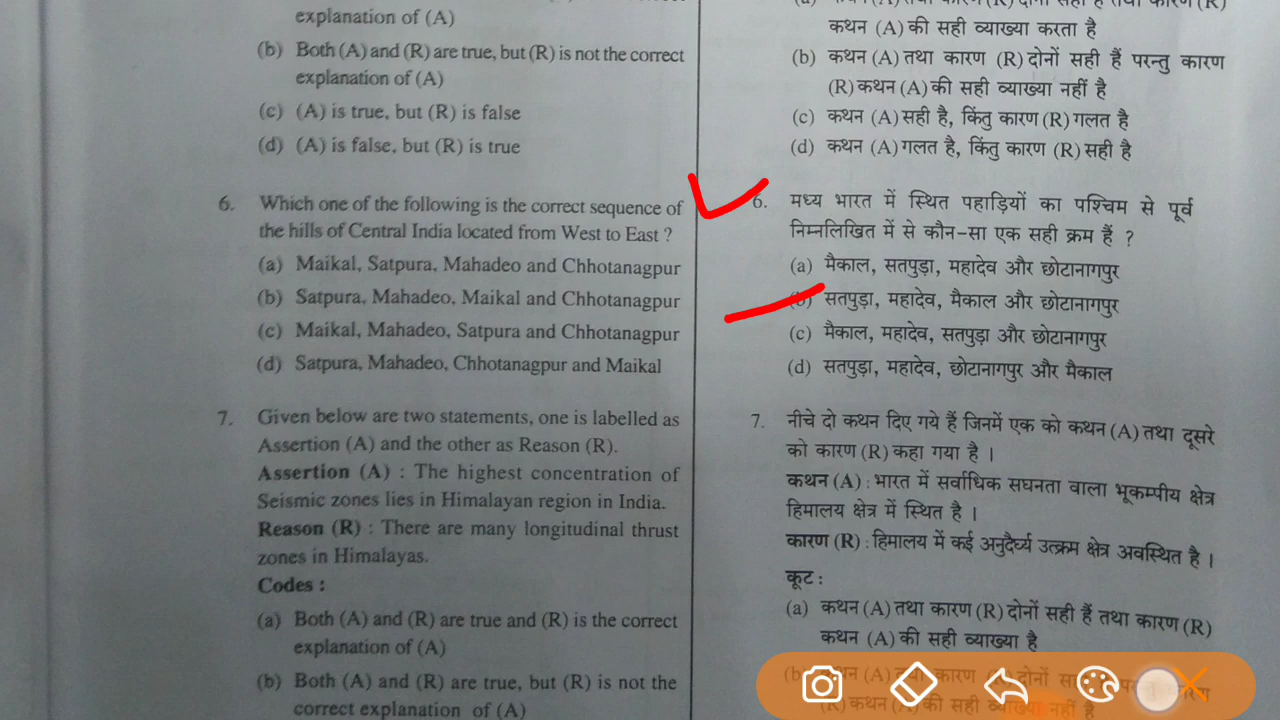 explanation of (A)
(b) Both (A) and (R) are true, but (R) is not the correct
explanation of (A)
(c) (A) is true, but (R) is false
(d) (A) is false, but (R) is true
6. Which one of the following is the correct sequence of
the hills of Central India located from West to East ?
(a) Maikal, Satpura, Mahadeo and Chhotanagpur
(b) Satpura, Mahadeo, Maikal and Chhotanagpur
(c) Maikal, Mahadeo, Satpura and Chhotanagpur
(d) Satpura, Mahadeo, Chhotanagpur and Maikal
7. Given below are two statements, one is labelled as
Assertion (A) and the other as Reason (R).
Assertion (A) : The highest concentration of
Seismic zones lies in Himalayan region in India.
Reason (R) : There are many longitudinal thrust
zones in Himalayas.
Codes :
(a) Both (A) and (R) are true and (R) is the correct
explanation of (A)
(b) Both (A) and (R) are true, but (R) is not the
correct explanation of (A)
कथन (A) की सही व्याख्या करता है
(b) कथन (A) तथा कारण (R) दोनों सही हैं परन्तु कारण
(R) कथन (A) की सही व्याख्या नहीं है
(c) कथन (A) सही है, किंतु कारण (R) गलत है
(d) कथन (A) गलत है, किंतु कारण (R) सही है
6. मध्य भारत में स्थित पहाड़ियों का पश्चिम से पूर्व
निम्नलिखित में से कौन-सा एक सही क्रम हैं ?
(a) मैकाल, सतपुड़ा, महादेव और छोटानागपुर
(b) सतपुड़ा, महादेव, मैकाल और छोटानागपुर
(c) मैकाल, महादेव, सतपुड़ा और छोटानागपुर
(d) सतपुड़ा, महादेव, छोटानागपुर और मैकाल
7. नीचे दो कथन दिए गये हैं जिनमें एक को कथन (A) तथा दूसरे
को कारण (R) कहा गया है ।
कथन (A) : भारत में सर्वाधिक सघनता वाला भूकम्पीय क्षेत्र
हिमालय क्षेत्र में स्थित है ।
कारण (R) : हिमालय में कई अनुदैर्घ्य उत्क्रम क्षेत्र अवस्थित है ।
कूट :
(a) कथन (A) तथा कारण (R) दोनों सही हैं तथा कारण (R)
कथन (A) की सही व्याख्या है
(b) कथन (A) तथा कारण (R) दोनों
(R) कथन (A) की सही व्याख्या नहीं है